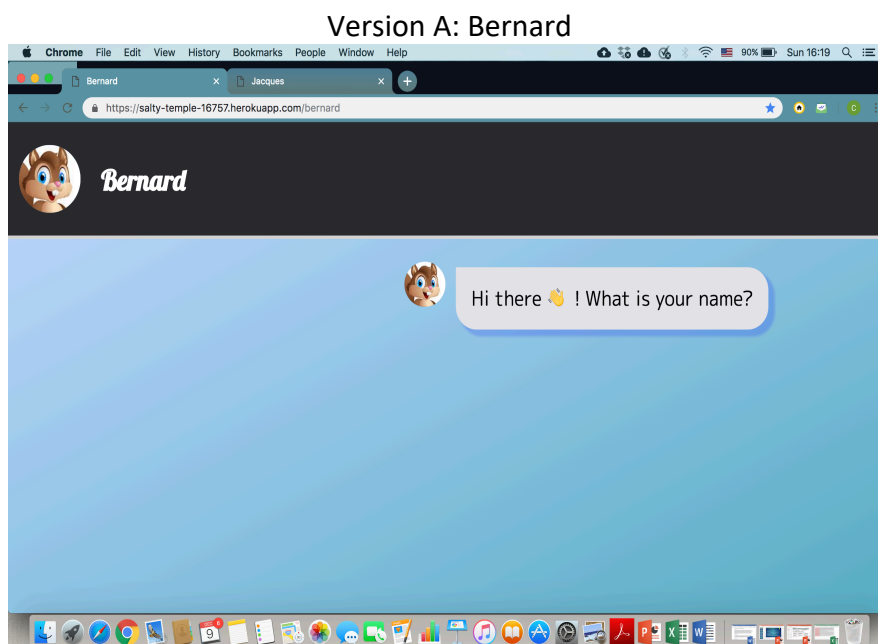 Version A: Bernard
Chrome File Edit View History Bookmarks People Window Help 90% Sun 16:19
Bernard × Jacques × +
https://salty-temple-16757.herokuapp.com/bernard
Bernard
Hi there 👋 ! What is your name?